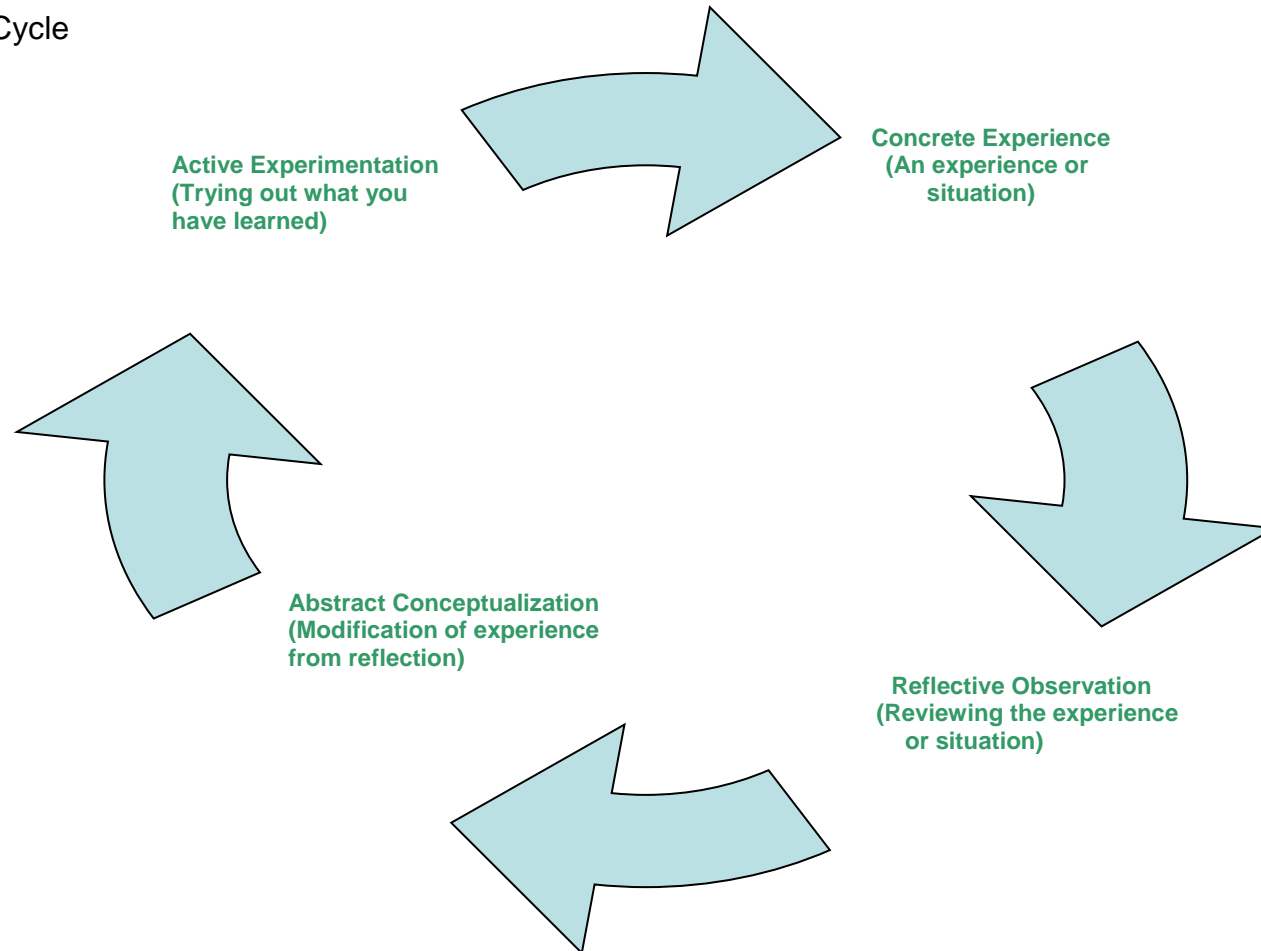 Cycle
Active Experimentation
(Trying out what you
have learned)
Concrete Experience
(An experience or
situation)
Abstract Conceptualization
(Modification of experience
from reflection)
Reflective Observation
(Reviewing the experience
or situation)